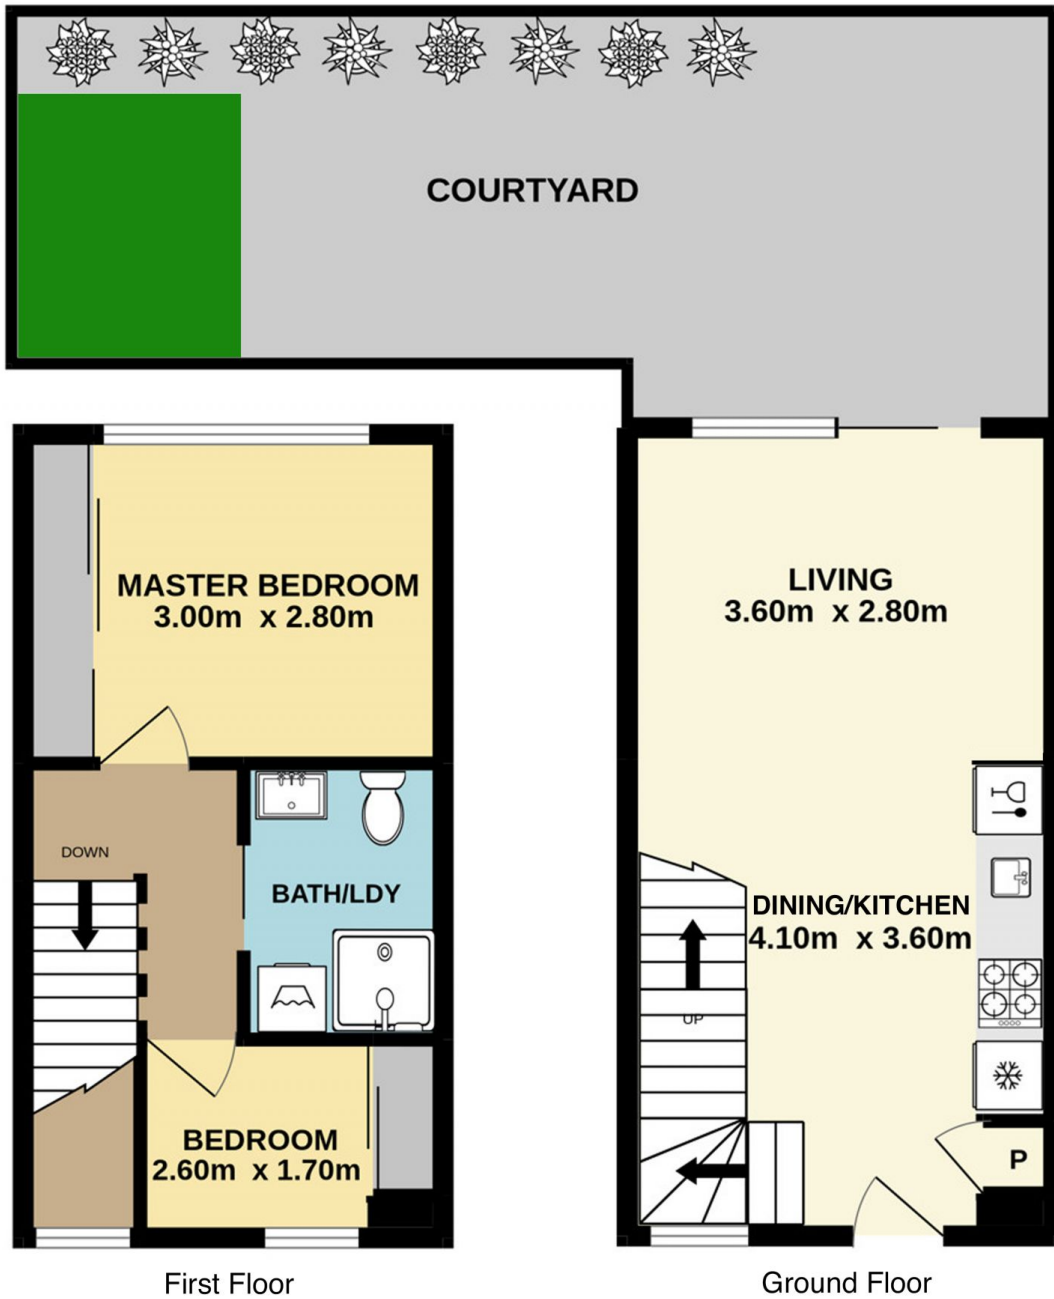 COURTYARD
MASTER BEDROOM
3.00m x 2.80m
LIVING
3.60m x 2.80m
DOWN
BATH/LDY
DINING/KITCHEN
4.10m x 3.60m
UP
BEDROOM
2.60m x 1.70m
P
First Floor
Ground Floor